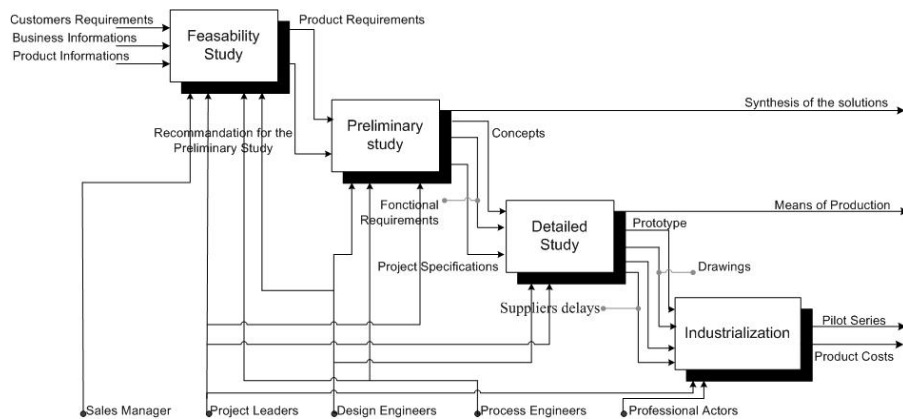 Customers Requirements
Business Informations
Product Informations
Feasability
Study
Product Requirements
Recommandation for the
Preliminary Study
Preliminary
study
Synthesis of the solutions
Concepts
Fonctional
Requirements
Project Specifications
Detailed
Study
Means of Production
Prototype
Drawings
Suppliers delays
Industrialization
Pilot Series
Product Costs
Sales Manager
Project Leaders
Design Engineers
Process Engineers
Professional Actors